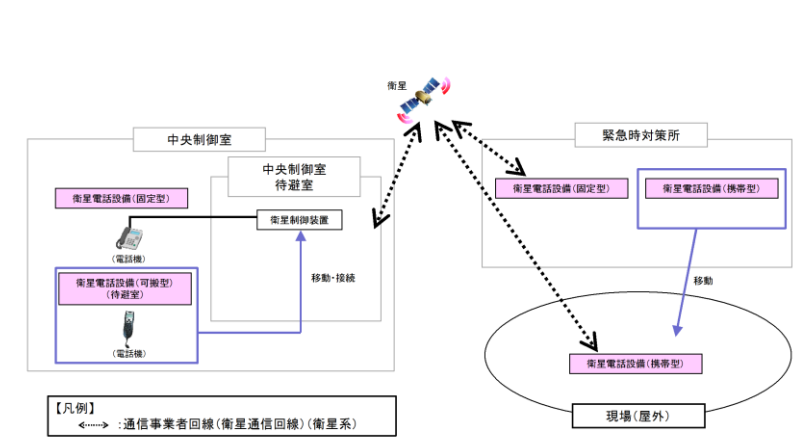 衛星
中央制御室
中央制御室
待避室
衛星電話設備(固定型)
衛星制御装置
(電話機)
移動・接続
衛星電話設備(可搬型)
(待避室)
(電話機)
緊急時対策所
衛星電話設備(固定型)
衛星電話設備(携帯型)
移動
衛星電話設備(携帯型)
現場(屋外)
【凡例】
:通信事業者回線(衛星通信回線)(衛星系)